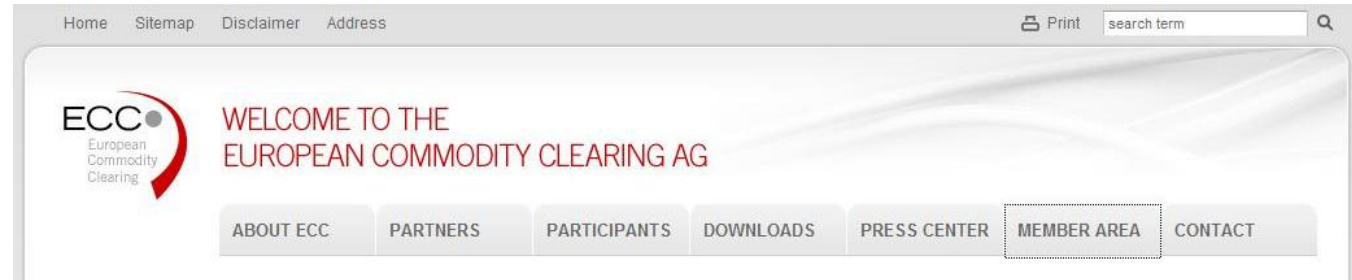 Home Sitemap Disclaimer Address Print search term
ECC
European
Commodity
Clearing
WELCOME TO THE
EUROPEAN COMMODITY CLEARING AG
ABOUT ECC PARTNERS PARTICIPANTS DOWNLOADS PRESS CENTER MEMBER AREA CONTACT